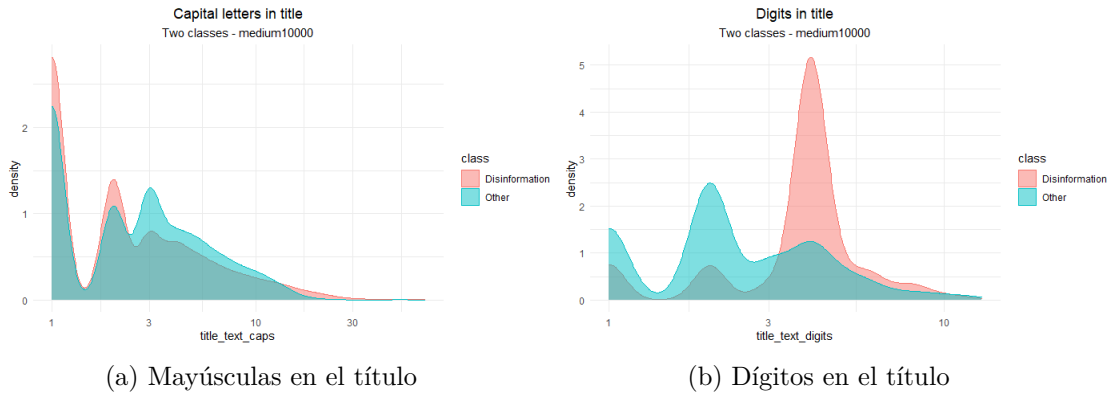 Capital letters in title
Two classes - medium10000
density
2
1
0
1
3
10
30
title_text_caps
class
Disinformation
Other
(a) Mayúsculas en el título
Digits in title
Two classes - medium10000
density
5
4
3
2
1
0
1
3
10
title_text_digits
class
Disinformation
Other
(b) Dígitos en el título